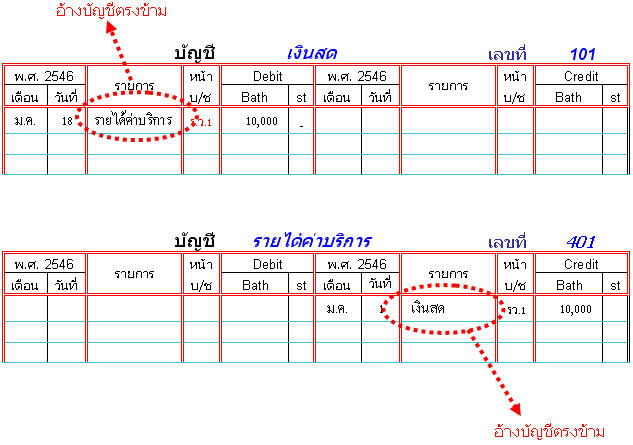 อ้างบัญชีตรงข้าม
บัญชี เงินสด เลขที่ 101
พ.ศ. 2546 รายการ หน้า Debit พ.ศ. 2546 รายการ หน้า Credit
เดือน วันที่ บ/ช Bath st เดือน วันที่ บ/ช Bath st
ม.ค. 18 รายได้ค่าบริการ รว.1 10,000 -
บัญชี รายได้ค่าบริการ เลขที่ 401
พ.ศ. 2546 รายการ หน้า Debit พ.ศ. 2546 รายการ หน้า Credit
เดือน วันที่ บ/ช Bath st เดือน วันที่ บ/ช Bath st
ม.ค. เงินสด รว.1 10,000
อ้างบัญชีตรงข้าม